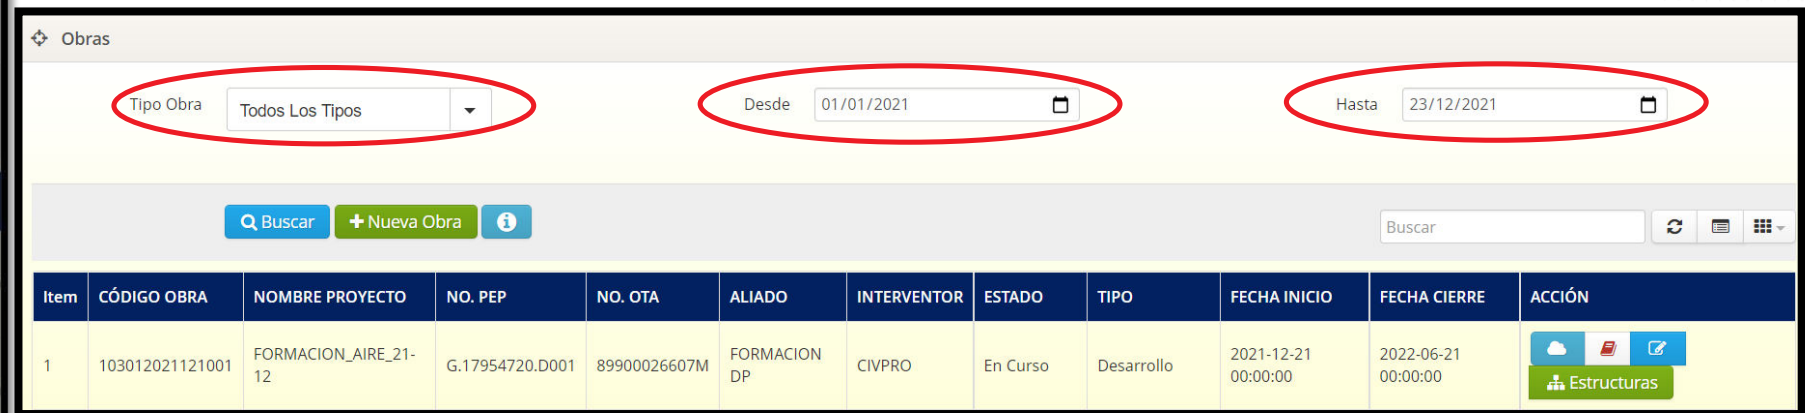 Obras
Tipo Obra Todos Los Tipos Desde 01/01/2021 Hasta 23/12/2021
Buscar Nueva Obra Buscar
Item CÓDIGO OBRA NOMBRE PROYECTO NO. PEP NO. OTA ALIADO INTERVENTOR ESTADO TIPO FECHA INICIO FECHA CIERRE ACCIÓN
1 103012021121001 FORMACION_AIRE_21-12 G.17954720.D001 89900026607M FORMACION DP CIVPRO En Curso Desarrollo 2021-12-21 00:00:00 2022-06-21 00:00:00
Estructuras